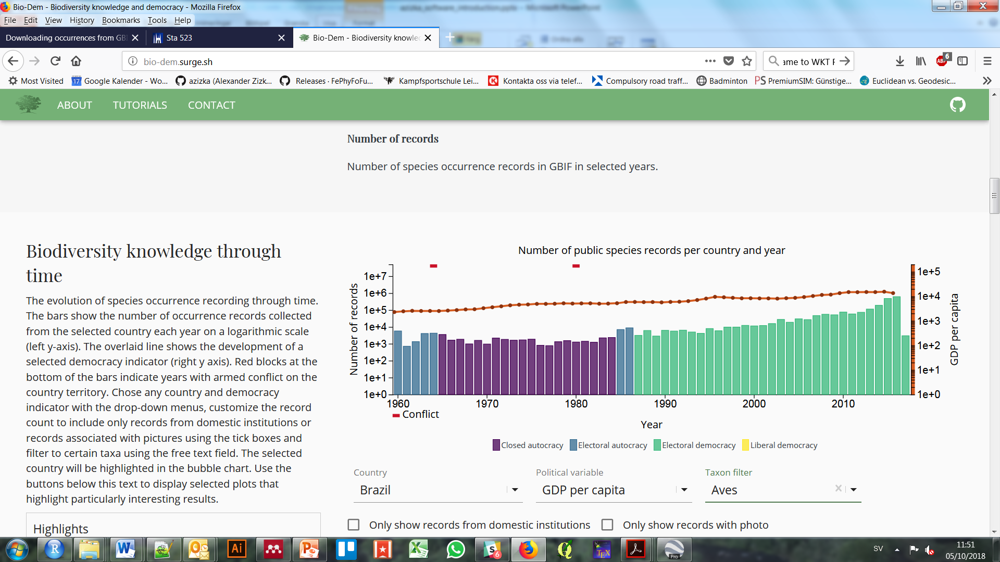 Bio-Dem - Biodiversity knowledge and democracy - Mozilla Firefox
File Edit View History Bookmarks Tools Help
Downloading occurrences from GBI
Sta 523
Bio-Dem - Biodiversity knowledg
bio-dem.surge.sh
ame to WKT F
ABP 6
Most Visited
17 Google Kalender - Wo...
azizka (Alexander Zizk...
Releases · FePhyFoFu...
Kampfsportschule Lei...
K Kontakta oss via telef...
Compulsory road traff...
Badminton
PS PremiumSIM: Günstige...
Euclidean vs. Geodesic...
ABOUT TUTORIALS CONTACT
Number of records
Number of species occurrence records in GBIF in selected years.
Biodiversity knowledge through
time
The evolution of species occurrence recording through time.
The bars show the number of occurrence records collected
from the selected country each year on a logarithmic scale
(left y-axis). The overlaid line shows the development of a
selected democracy indicator (right y axis). Red blocks at the
bottom of the bars indicate years with armed conflict on the
country territory. Chose any country and democracy
indicator with the drop-down menus, customize the record
count to include only records from domestic institutions or
records associated with pictures using the tick boxes and
filter to certain taxa using the free text field. The selected
country will be highlighted in the bubble chart. Use the
buttons below this text to display selected plots that
highlight particularly interesting results.
Highlights
Number of public species records per country and year
Number of records
1e+7
1e+6
1e+5
1e+4
1e+3
1e+2
1e+1
1e+0
1960 1970 1980 1990 2000 2010
Year
1e+5
1e+4
1e+3
1e+2
1e+1
1e+0
GDP per capita
Conflict
Closed autocracy Electoral autocracy Electoral democracy Liberal democracy
Country Political variable Taxon filter
Brazil GDP per capita Aves
Only show records from domestic institutions Only show records with photo
R
W
O
Ai
P
X
S 6
TEX
Pro
SV
11:51
05/10/2018